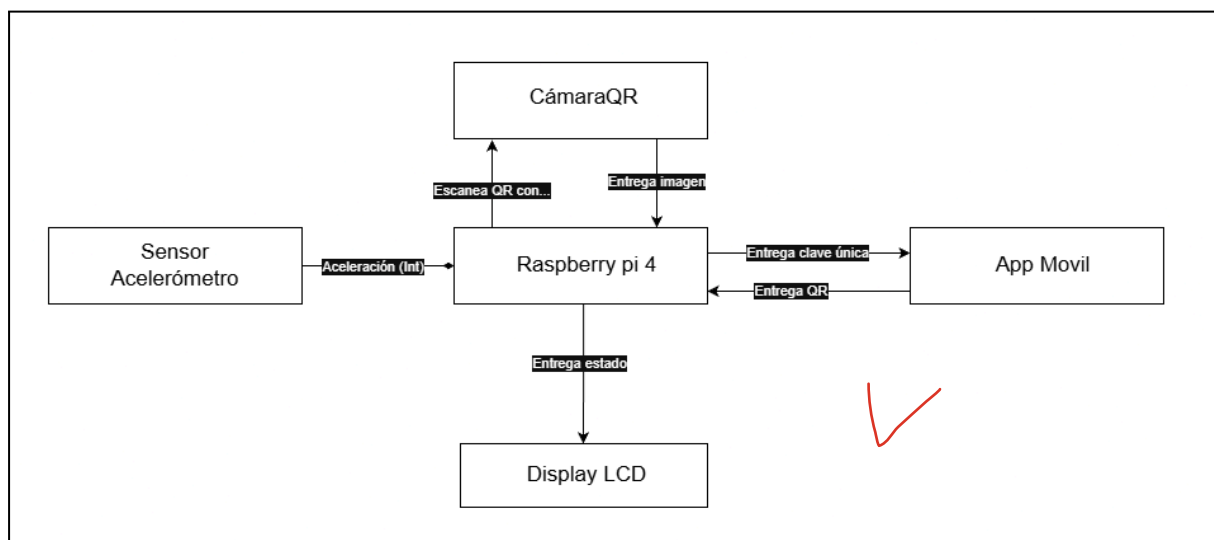 CámaraQR
Escanea QR con...
Entrega imagen
Sensor
Acelerómetro
Aceleración (Int)
Raspberry pi 4
Entrega clave única
Entrega QR
App Movil
Entrega estado
Display LCD